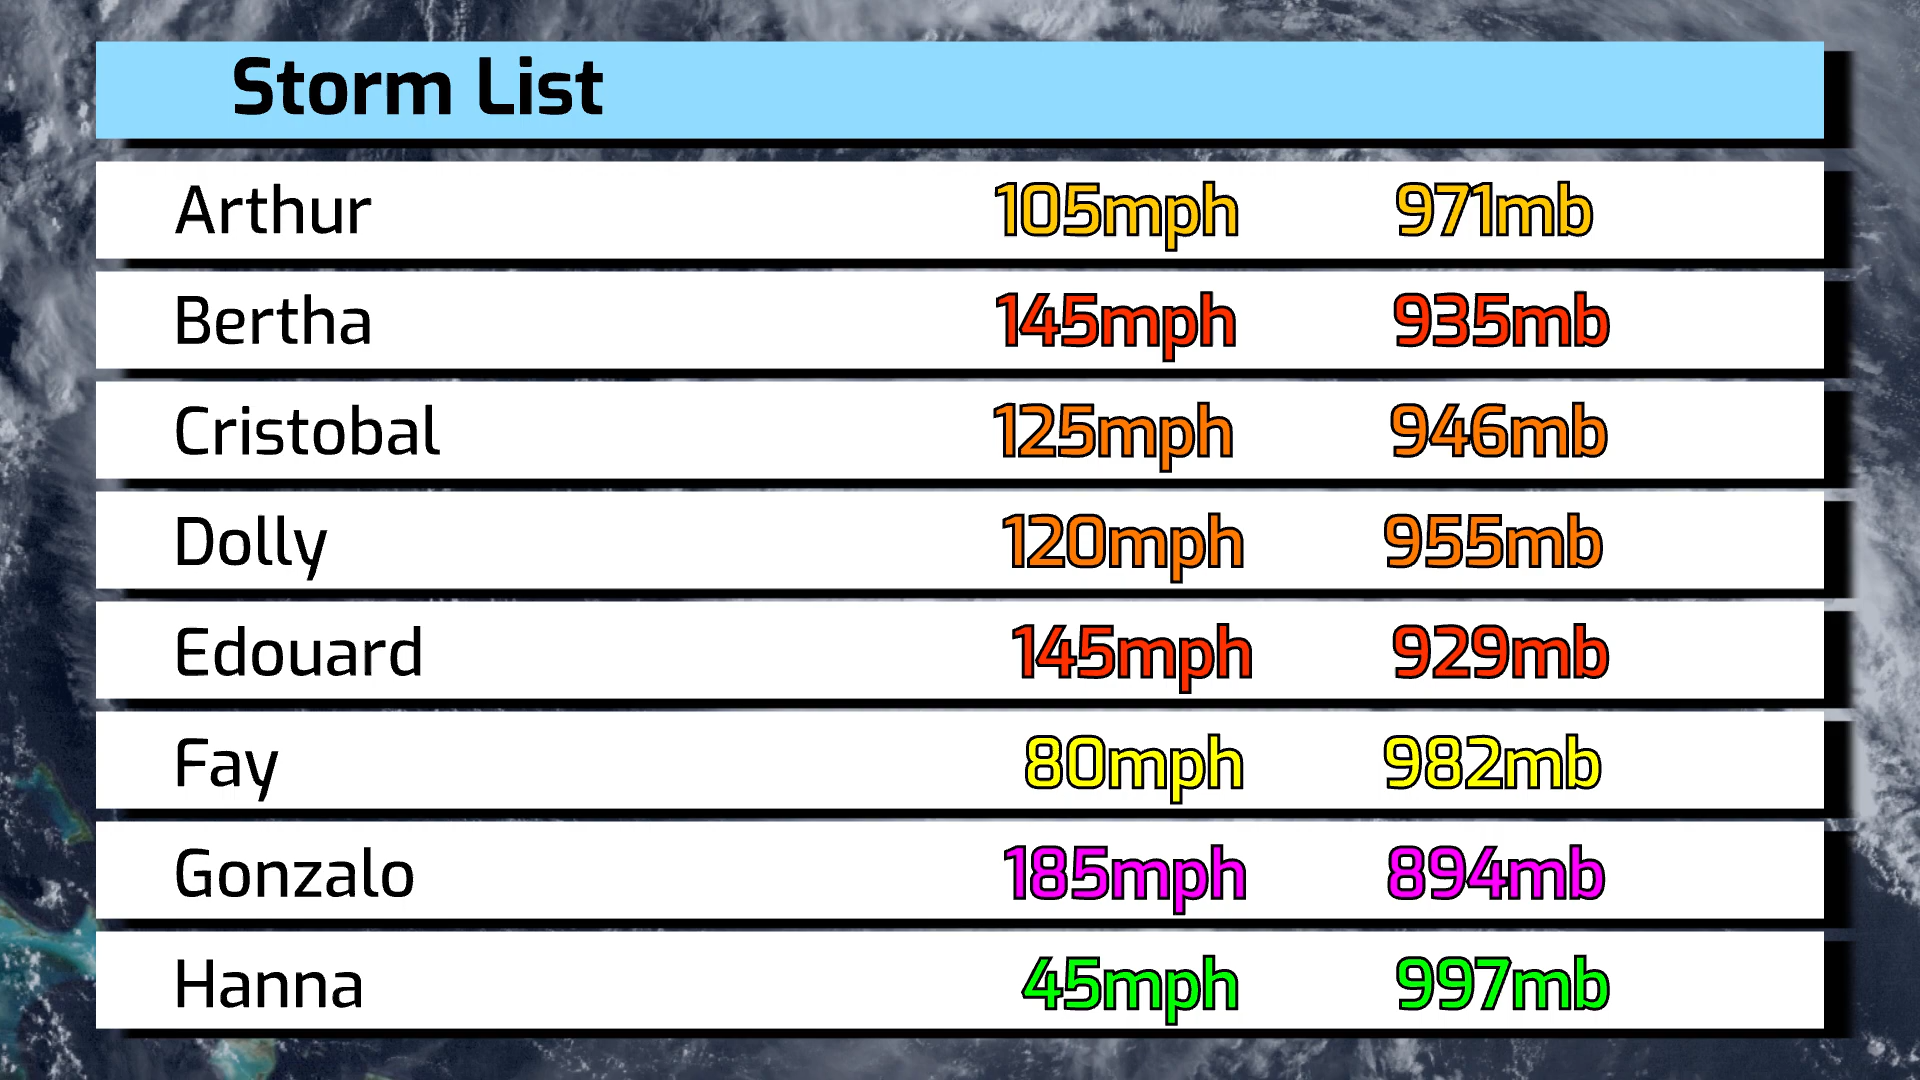 Storm List
Arthur 105mph 971mb
Bertha 145mph 935mb
Cristobal 125mph 946mb
Dolly 120mph 955mb
Edouard 145mph 929mb
Fay 80mph 982mb
Gonzalo 185mph 894mb
Hanna 45mph 997mb